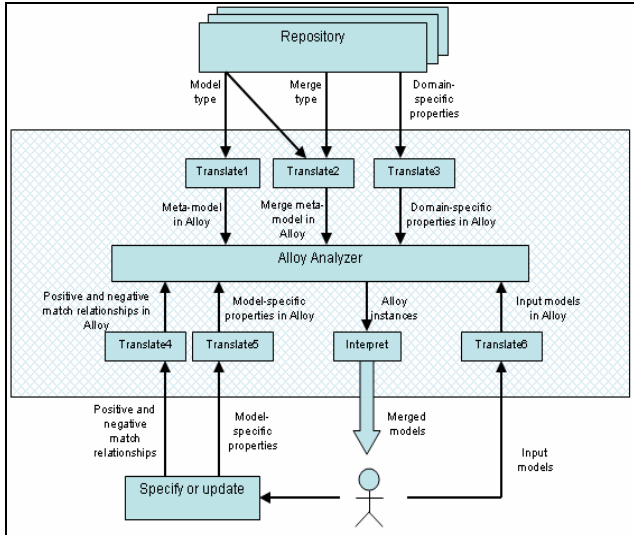 Repository
Model
type
Merge
type
Domain-
specific
properties
Translate1
Translate2
Translate3
Meta-model
in Alloy
Merge meta-
model in
Alloy
Domain-specific
properties in Alloy
Alloy Analyzer
Positive and negative
match relationships in
Alloy
Model-specific
properties in Alloy
Alloy
instances
Input models
in Alloy
Translate4
Translate5
Interpret
Translate6
Positive and
negative
match
relationships
Model-
specific
properties
Merged
models
Input
models
Specify or update